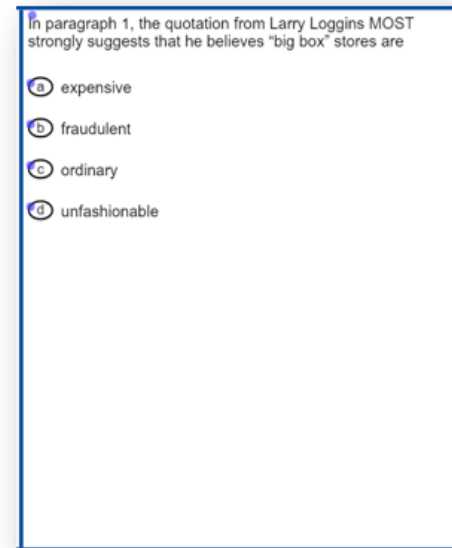 In paragraph 1, the quotation from Larry Loggins MOST
strongly suggests that he believes “big box” stores are
a expensive
b fraudulent
c ordinary
d unfashionable